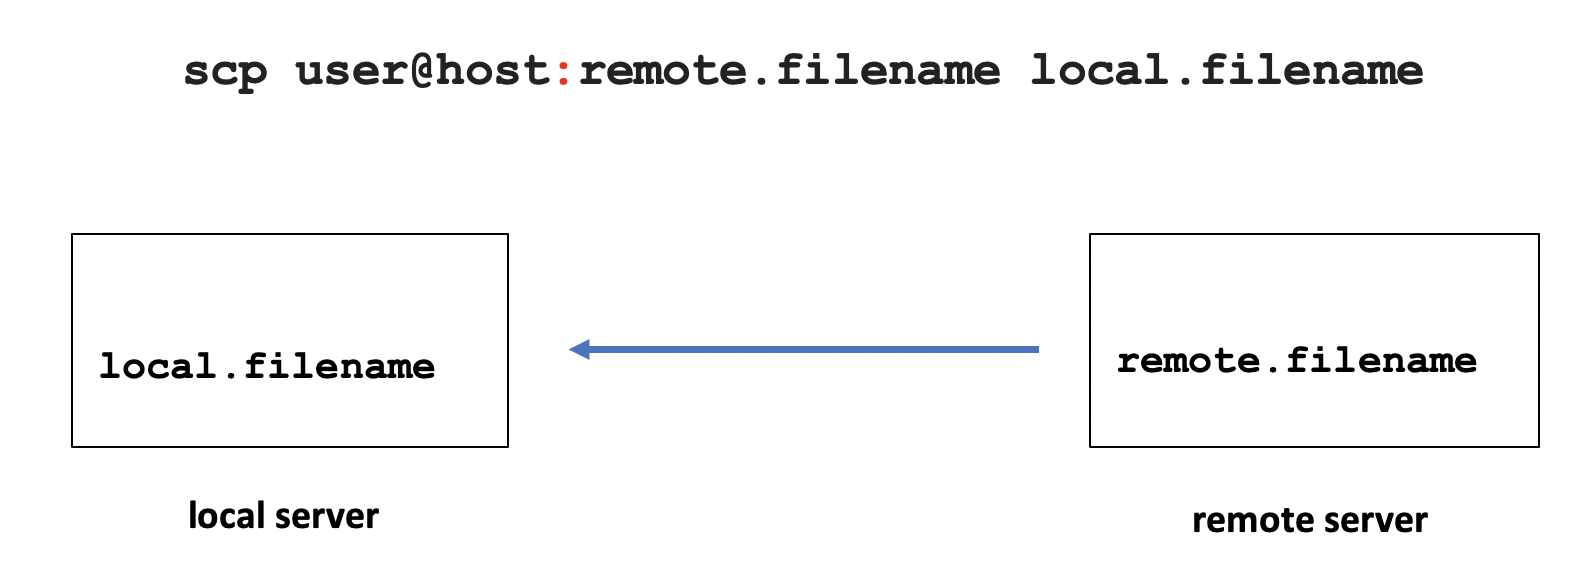 scp user@host:remote.filename local.filename
local.filename
remote.filename
local server
remote server